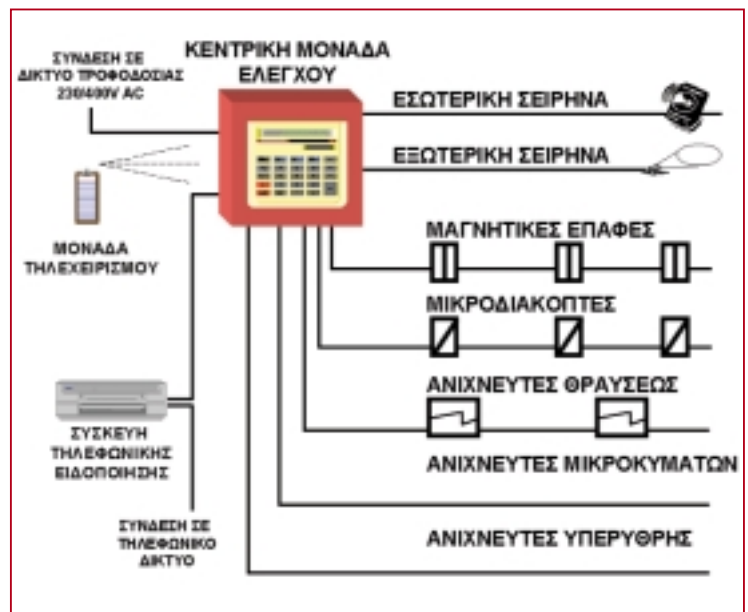 ΣΥΝΔΕΣΗ ΣΕ
ΔΙΚΤΥΟ ΤΡΟΦΟΔΟΣΙΑΣ
230/400V AC
ΚΕΝΤΡΙΚΗ ΜΟΝΑΔΑ
ΕΛΕΓΧΟΥ
ΕΣΩΤΕΡΙΚΗ ΣΕΙΡΗΝΑ
ΕΞΩΤΕΡΙΚΗ ΣΕΙΡΗΝΑ
ΜΟΝΑΔΑ
ΤΗΛΕΧΕΙΡΙΣΜΟΥ
ΜΑΓΝΗΤΙΚΕΣ ΕΠΑΦΕΣ
ΜΙΚΡΟΔΙΑΚΟΠΤΕΣ
ΑΝΙΧΝΕΥΤΕΣ ΘΡΑΥΣΕΩΣ
ΣΥΣΚΕΥΗ
ΤΗΛΕΦΩΝΙΚΗΣ
ΕΙΔΟΠΟΙΗΣΗΣ
ΑΝΙΧΝΕΥΤΕΣ ΜΙΚΡΟΚΥΜΑΤΩΝ
ΣΥΝΔΕΣΗ ΣΕ
ΤΗΛΕΦΩΝΙΚΟ
ΔΙΚΤΥΟ
ΑΝΙΧΝΕΥΤΕΣ ΥΠΕΡΥΘΡΗΣ